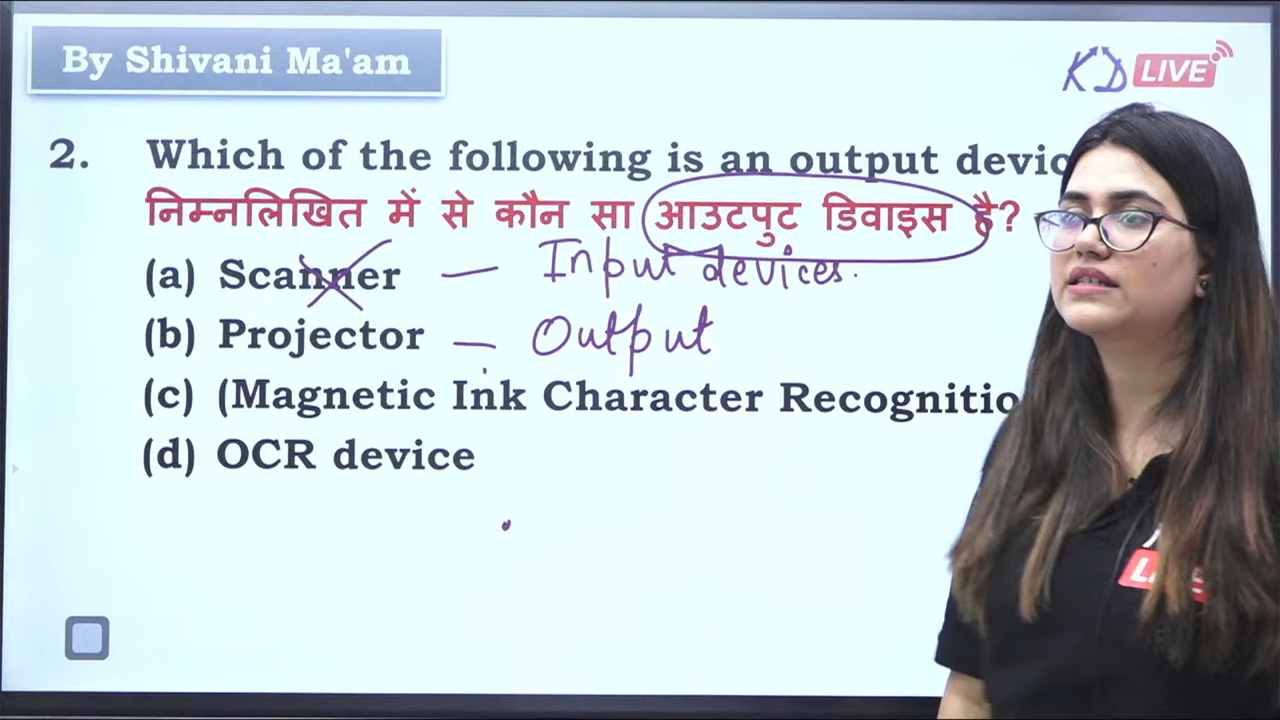 By Shivani Ma'am
KD LIVE
2. Which of the following is an output devic
निम्नलिखित में से कौन सा आउटपुट डिवाइस है?
(a) Scanner — Input devices.
(b) Projector — Output
(c) (Magnetic Ink Character Recognitio
(d) OCR device